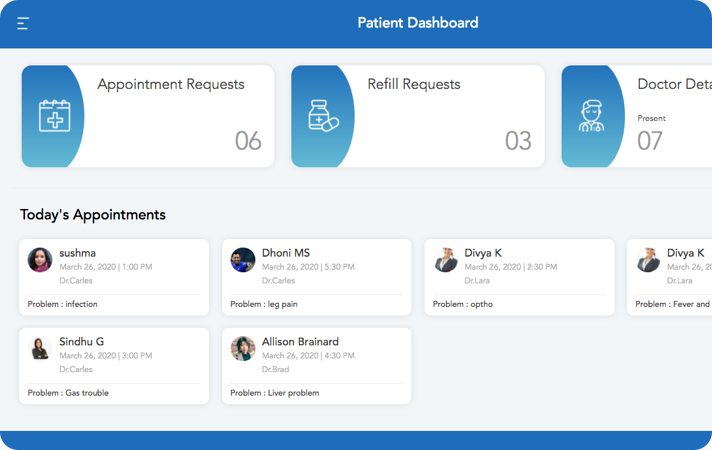 Patient Dashboard
Appointment Requests
06
Refill Requests
03
Doctor
Present
07
Today's Appointments
sushma
March 26, 2020 | 1:00 PM
Dr.Carles
Problem : infection
Dhoni MS
March 26, 2020 | 5:30 PM
Dr.Carles
Problem : leg pain
Divya K
March 26, 2020 | 2:30 PM
Dr.Lara
Problem : optho
Divya K
March 26, 20
Dr.Lara
Problem : Fever and
Sindhu G
March 26, 2020 | 3:00 PM
Dr.Carles
Problem : Gas trouble
Allison Brainard
March 26, 2020 | 4:30 PM
Dr.Brad
Problem : Liver problem